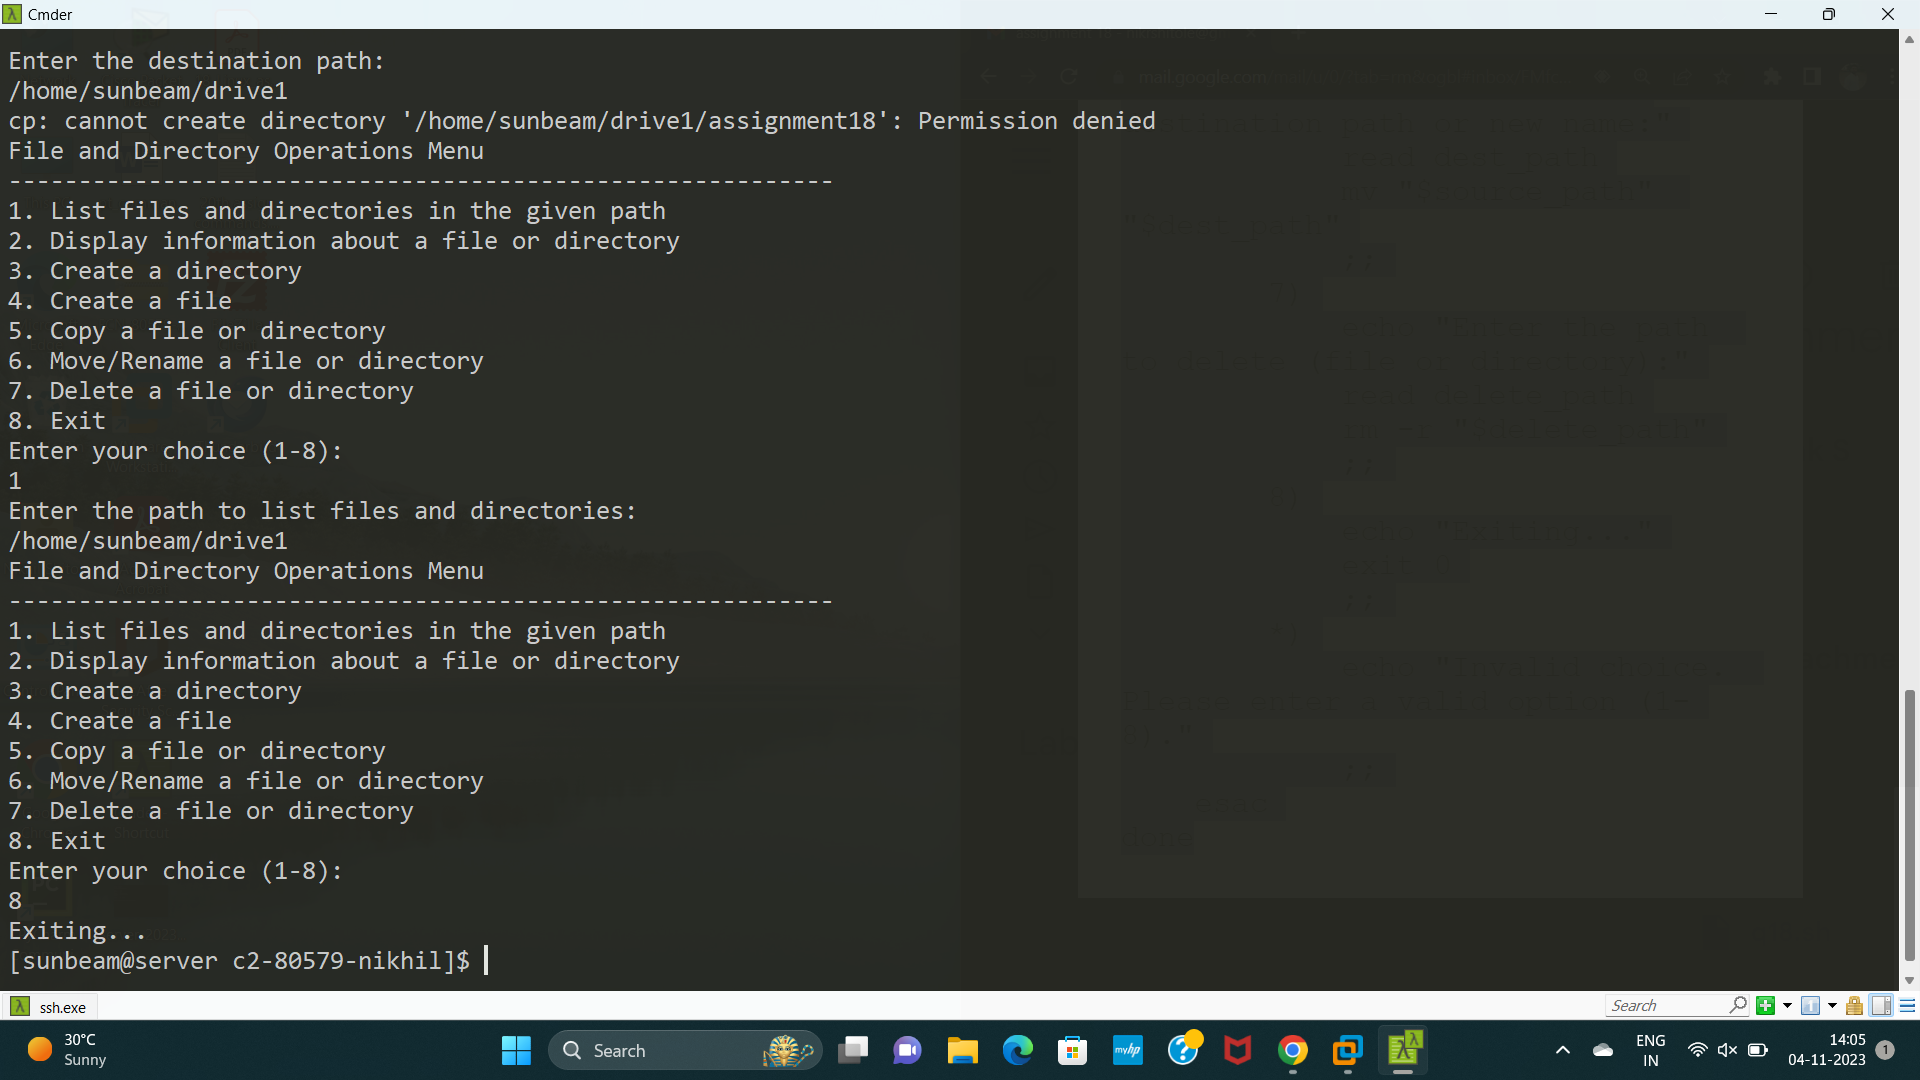 Cmder
mail.google.com
Enter the destination path:
/home/sunbeam/drive1
cp: cannot create directory '/home/sunbeam/drive1/assignment18': Permission denied
File and Directory Operations Menu
-----------------------------------------------------------
1. List files and directories in the given path
2. Display information about a file or directory
3. Create a directory
4. Create a file
5. Copy a file or directory
6. Move/Rename a file or directory
7. Delete a file or directory
8. Exit
Enter your choice (1-8):
1
Enter the path to list files and directories:
/home/sunbeam/drive1
File and Directory Operations Menu
-----------------------------------------------------------
1. List files and directories in the given path
2. Display information about a file or directory
3. Create a directory
4. Create a file
5. Copy a file or directory
6. Move/Rename a file or directory
7. Delete a file or directory
8. Exit
Enter your choice (1-8):
8
Exiting...
[sunbeam@server c2-80579-nikhil]$
ssh.exe
Search
30°C
Sunny
Search
myhp
ENG
IN
14:05
04-11-2023
1